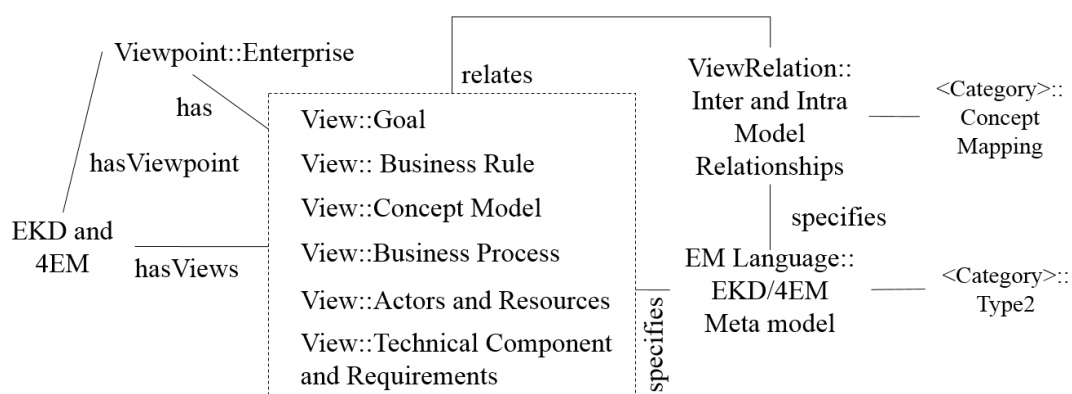 Viewpoint::Enterprise
has
hasViewpoint
EKD and
4EM
hasViews
relates
View::Goal
View:: Business Rule
View::Concept Model
View::Business Process
View::Actors and Resources
View::Technical Component
and Requirements
ViewRelation::
Inter and Intra
Model
Relationships
<Category>::
Concept
Mapping
specifies
EM Language::
EKD/4EM
Meta model
specifies
<Category>::
Type2